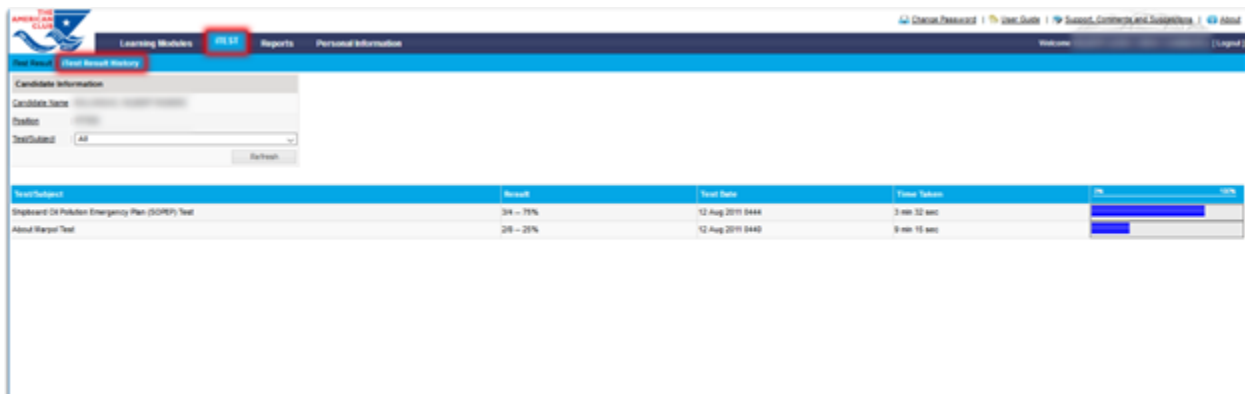 THE
AMERICAN
CLUB
Change Password | User Guide | Support, Comments and Suggestions | About
Learning Modules iTEST Reports Personal Information
Welcome [ Logout ]
iTest Result iTest Result History
Candidate Information
Candidate Name
Position
Test/Subject All
Refresh
Test/Subject Result Test Date Time Taken 0% 100%
Shipboard Oil Pollution Emergency Plan (SOPEP) Test 3/4 -- 75% 12 Aug 2011 0444 3 min 32 sec
About Marpol Test 2/8 -- 25% 12 Aug 2011 0440 9 min 15 sec